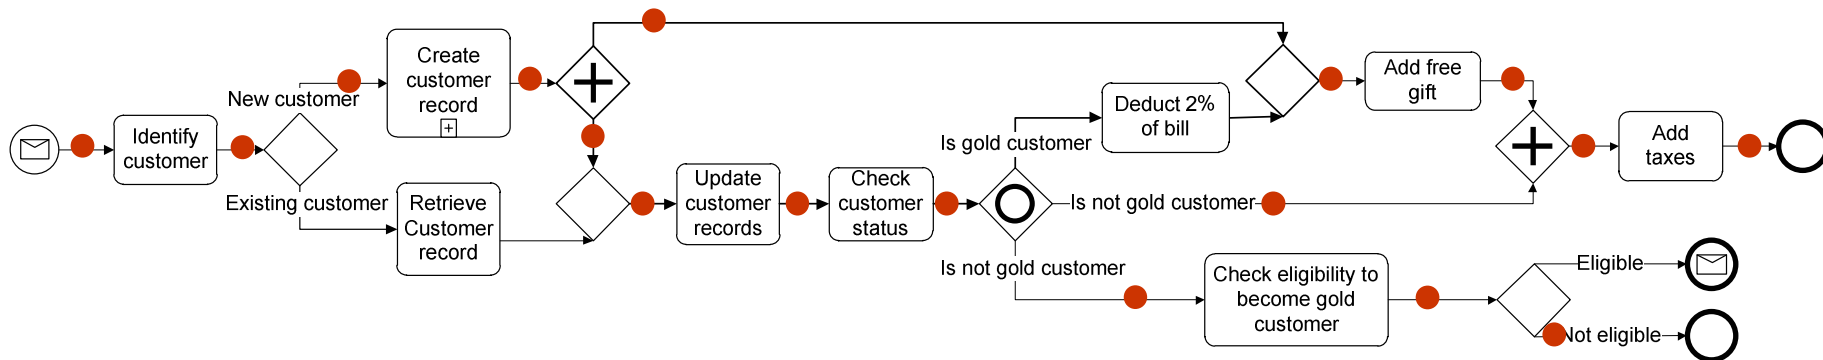 Create
customer
record
New customer
Identify
customer
Existing customer
Retrieve
Customer
record
Update
customer
records
Check
customer
status
Is gold customer
Deduct 2%
of bill
Add free
gift
Is not gold customer
Add
taxes
Is not gold customer
Check eligibility to
become gold
customer
Eligible
Not eligible